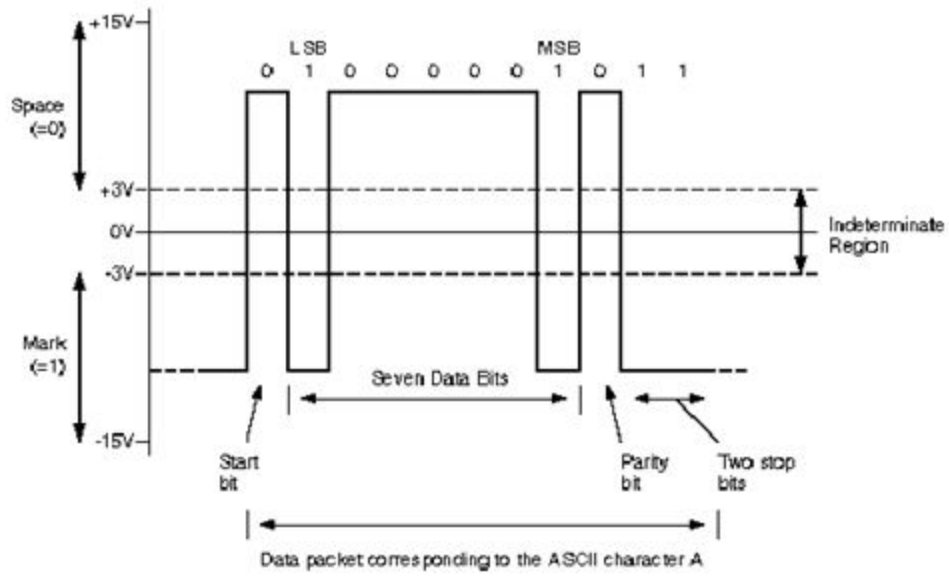 +15V
LSB MSB
0 1 0 0 0 0 0 1 0 1 1
Space
(=0)
+3V
0V
-3V
Indeterminate
Region
Mark
(=1)
Seven Data Bits
-15V
Start
bit
Parity
bit
Two stop
bits
Data packet corresponding to the ASCII character A